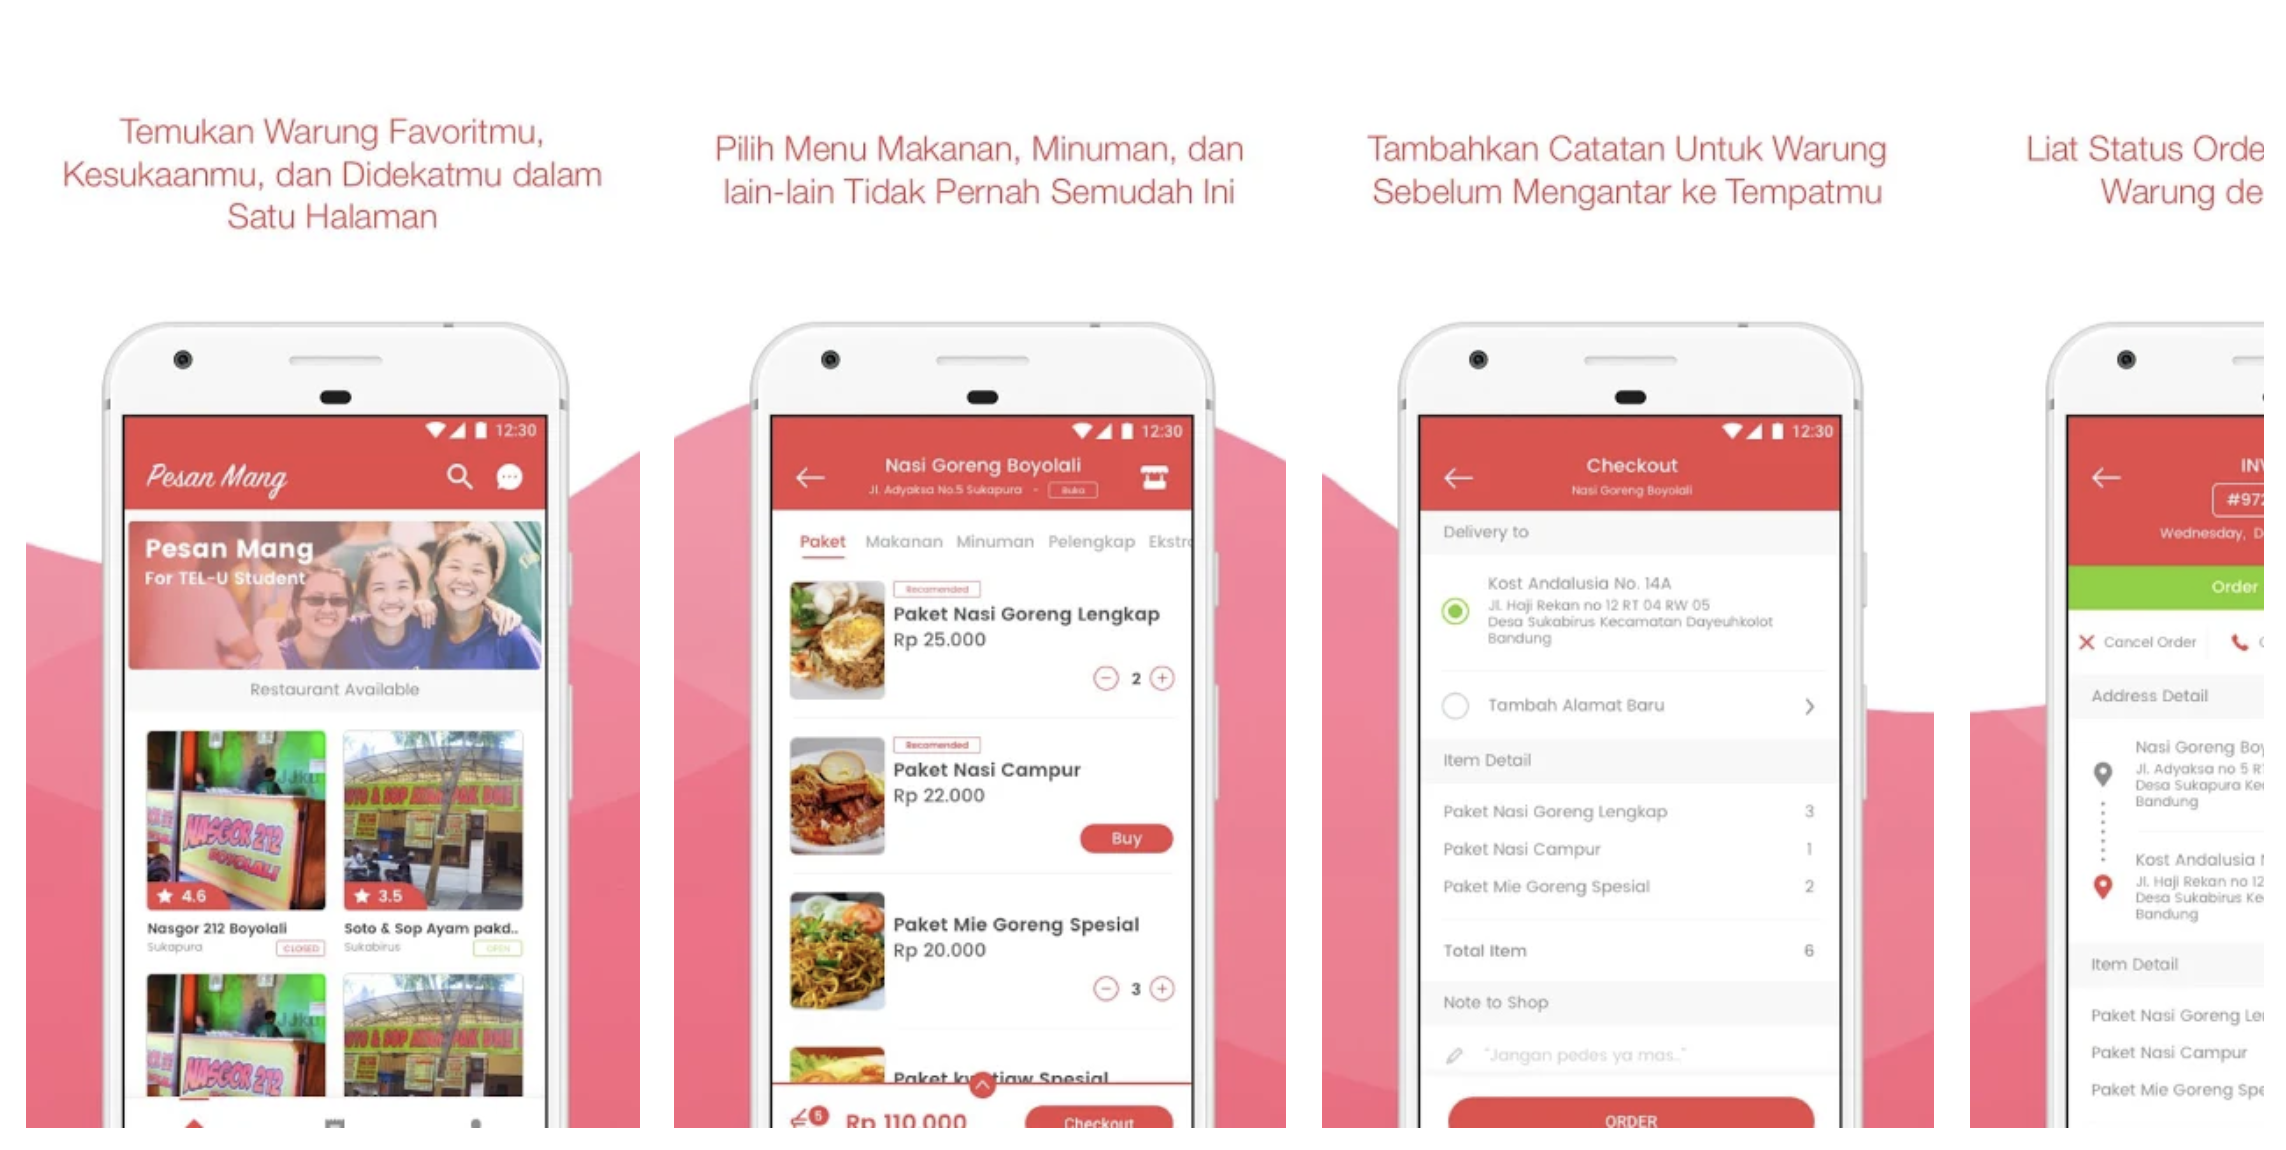 Temukan Warung Favoritmu,
Kesukaanmu, dan Didekatmu dalam
Satu Halaman
12:30
Pesan Mang
Pesan Mang
For TEL-U Student
Restaurant Available
NASGOR 212
BOYOLALI
4.6
3.5
Nasgor 212 Boyolali
Sukapura
CLOSED
Soto & Sop Ayam pakd..
Sukabirus
OPEN
NASGOR 212
Pilih Menu Makanan, Minuman, dan
lain-lain Tidak Pernah Semudah Ini
12:30
Nasi Goreng Boyolali
Jl. Adyaksa No.5 Sukapura - Buka
Paket Makanan Minuman Pelengkap Ekstra
Recomended
Paket Nasi Goreng Lengkap
Rp 25.000
2
Recomended
Paket Nasi Campur
Rp 22.000
Buy
Paket Mie Goreng Spesial
Rp 20.000
3
Paket Spesial
5 Rp 110.000 Checkout
Tambahkan Catatan Untuk Warung
Sebelum Mengantar ke Tempatmu
12:30
Checkout
Nasi Goreng Boyolali
Delivery to
Kost Andalusia No. 14A
Jl. Haji Rekan no 12 RT 04 RW 05
Desa Sukabirus Kecamatan Dayeuhkolot
Bandung
Tambah Alamat Baru
Item Detail
Paket Nasi Goreng Lengkap 3
Paket Nasi Campur 1
Paket Mie Goreng Spesial 2
Total Item 6
Note to Shop
"Jangan pedes ya mas.."
ORDER
Liat Status Orde
Warung de
INV
#972
Wednesday, D
Order
Cancel Order
Address Detail
Nasi Goreng Boy
Jl. Adyaksa no 5 R
Desa Sukapura Ke
Bandung
Kost Andalusia
Jl. Haji Rekan no 12
Desa Sukabirus Ke
Bandung
Item Detail
Paket Nasi Goreng Le
Paket Nasi Campur
Paket Mie Goreng Spe